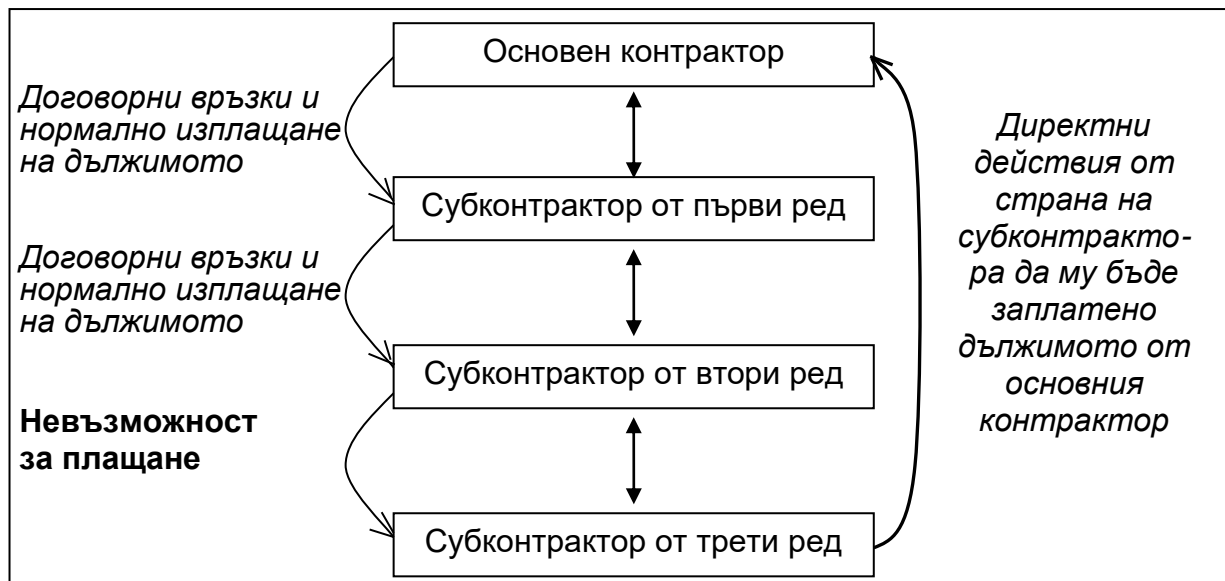 Основен контрактор
Договорни връзки и
нормално изплащане
на дължимото
Субконтрактор от първи ред
Договорни връзки и
нормално изплащане
на дължимото
Субконтрактор от втори ред
Невъзможност
за плащане
Субконтрактор от трети ред
Директни
действия от
страна на
субконтракто-
ра да му бъде
заплатено
дължимото от
основния
контрактор